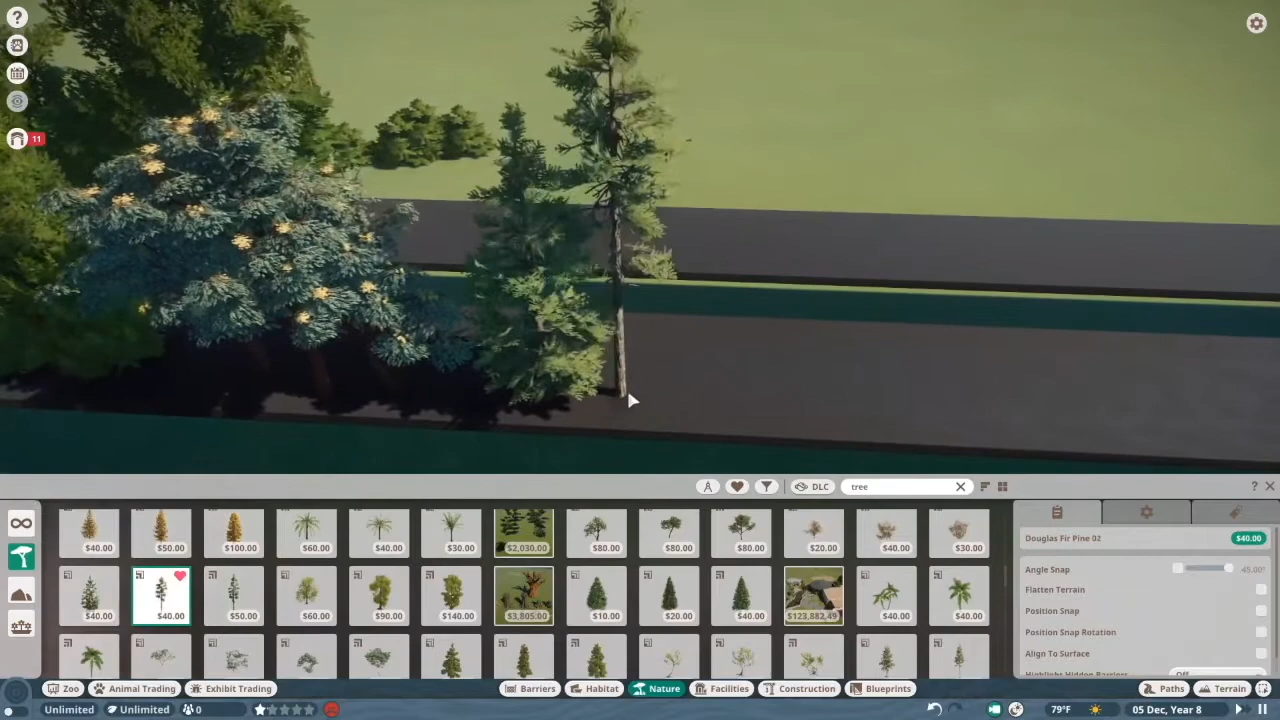 ?
11
DLC
tree
?
$40.00 $50.00 $100.00 $60.00 $40.00 $30.00 $2,030.00 $80.00 $80.00 $80.00 $20.00 $40.00 $30.00
Douglas Fir Pine 02 $40.00
Angle Snap 45.00°
$40.00 $40.00 $50.00 $60.00 $90.00 $140.00 $3,805.00 $10.00 $20.00 $40.00 $123,882.49 $40.00 $40.00
Flatten Terrain
Position Snap
Position Snap Rotation
Align To Surface
Highlight Hidden Barriers Off
Zoo Animal Trading Exhibit Trading Barriers Habitat Nature Facilities Construction Blueprints Paths Terrain
Unlimited Unlimited 0 79°F 05 Dec, Year 8